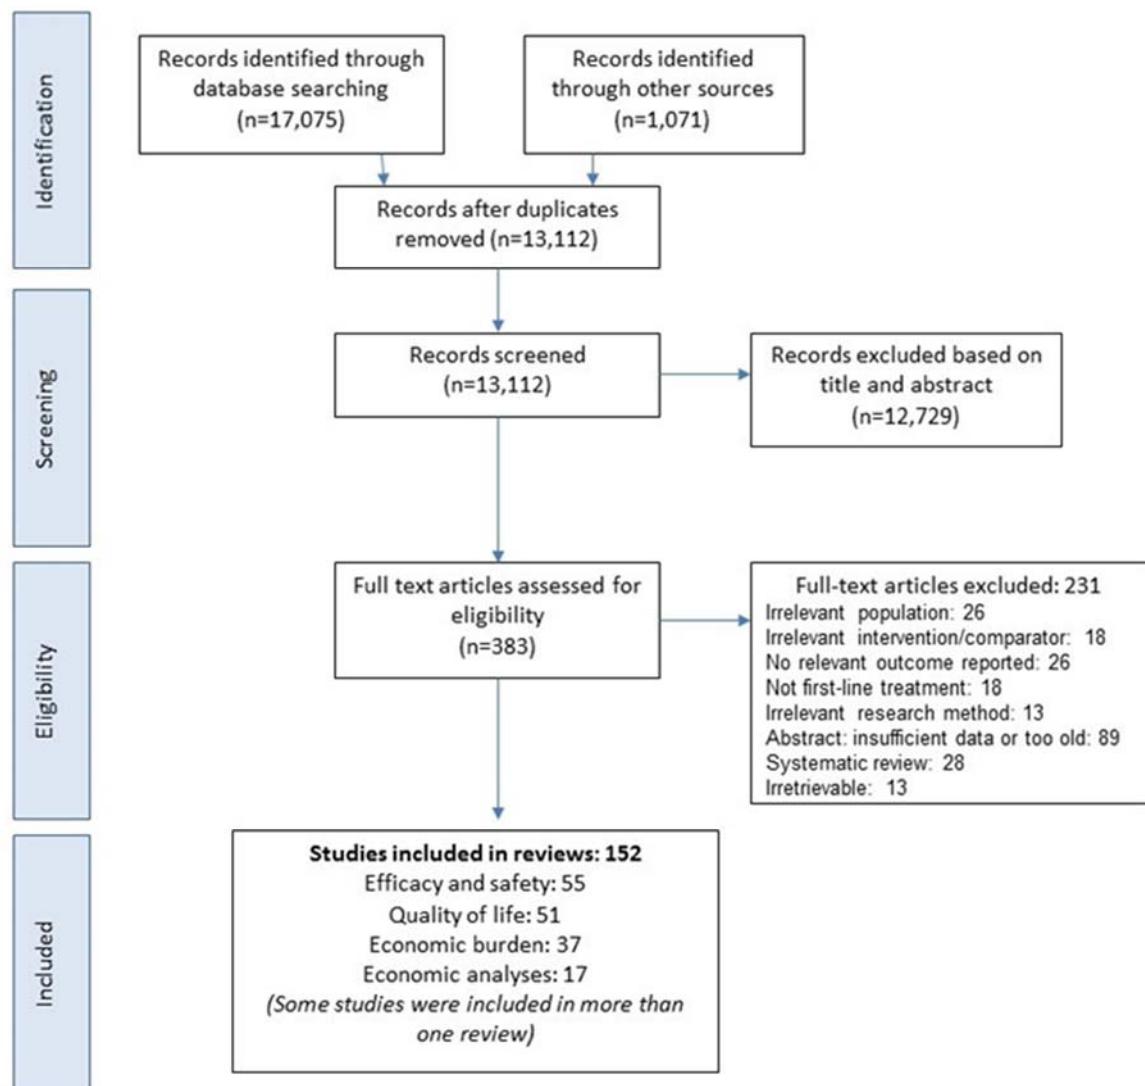 Identification
Records identified through
database searching
(n=17,075)
Records identified
through other sources
(n=1,071)
Records after duplicates
removed (n=13,112)
Screening
Records screened
(n=13,112)
Records excluded based on
title and abstract
(n=12,729)
Eligibility
Full text articles assessed for
eligibility
(n=383)
Full-text articles excluded: 231
Irrelevant population: 26
Irrelevant intervention/comparator: 18
No relevant outcome reported: 26
Not first-line treatment: 18
Irrelevant research method: 13
Abstract: insufficient data or too old: 89
Systematic review: 28
Irretrievable: 13
Included
Studies included in reviews: 152
Efficacy and safety: 55
Quality of life: 51
Economic burden: 37
Economic analyses: 17
(Some studies were included in more than
one review)